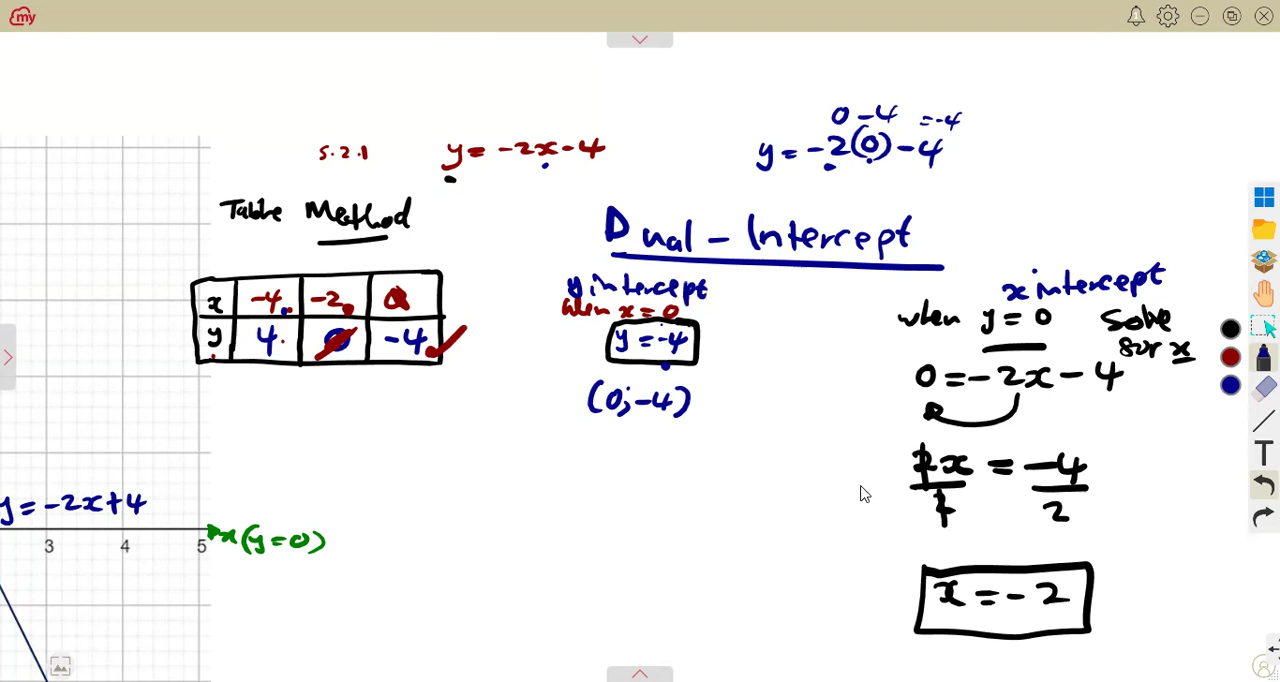 my
0 - 4 = -4
5.2.1 y = -2x - 4
y = -2(0) - 4
Table Method
Dual - Intercept
x -4 -2 0
y 4 0 -4
y intercept
when x = 0
y = -4
(0; -4)
x intercept
when y = 0 solve for x
0 = -2x - 4
2x = -4
2 2
x = -2
y = -2x + 4
x (y = 0)
3 4 5
T